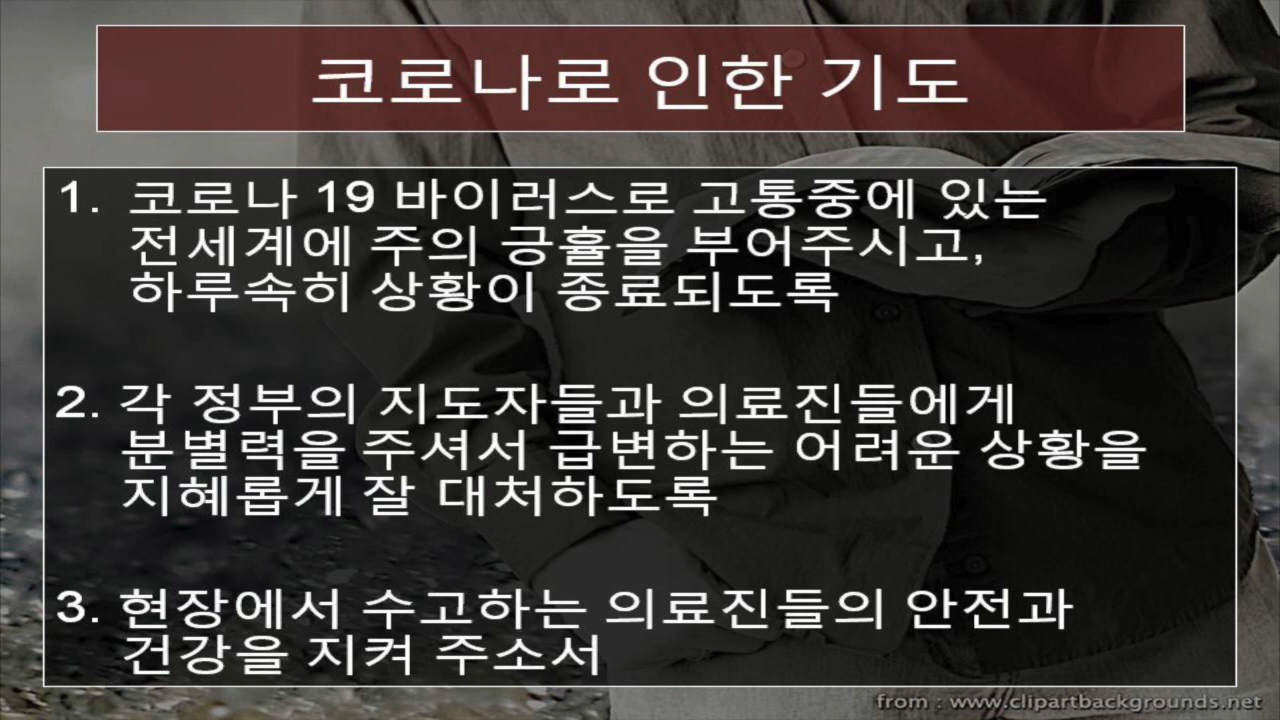 코로나로 인한 기도
1. 코로나 19 바이러스로 고통중에 있는
전세계에 주의 긍휼을 부어주시고,
하루속히 상황이 종료되도록
2. 각 정부의 지도자들과 의료진들에게
분별력을 주셔서 급변하는 어려운 상황을
지혜롭게 잘 대처하도록
3. 현장에서 수고하는 의료진들의 안전과
건강을 지켜 주소서
from : www.clipartbackgrounds.net